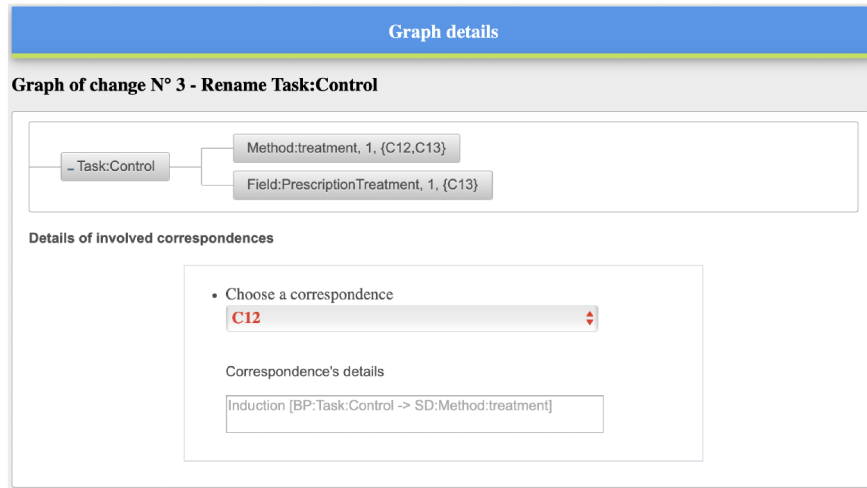 Graph details
Graph of change N° 3 - Rename Task:Control
Method:treatment, 1, {C12,C13}
– Task:Control
Field:PrescriptionTreatment, 1, {C13}
Details of involved correspondences
• Choose a correspondence
C12
Correspondence's details
Induction [BP:Task:Control -> SD:Method:treatment]